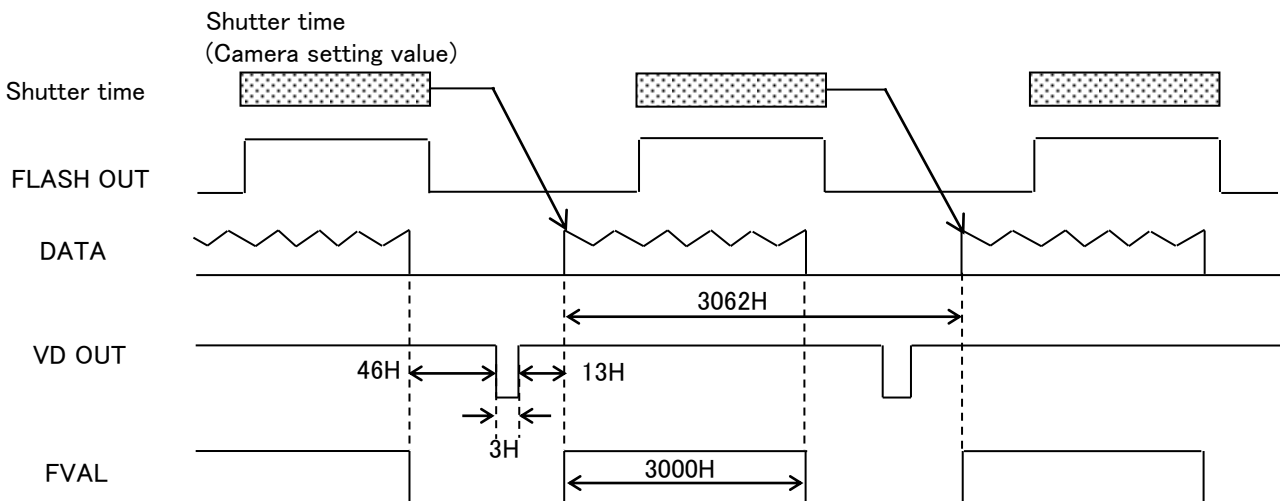 Shutter time
(Camera setting value)
Shutter time
FLASH OUT
DATA
3062H
VD OUT
46H
13H
3H
FVAL
3000H